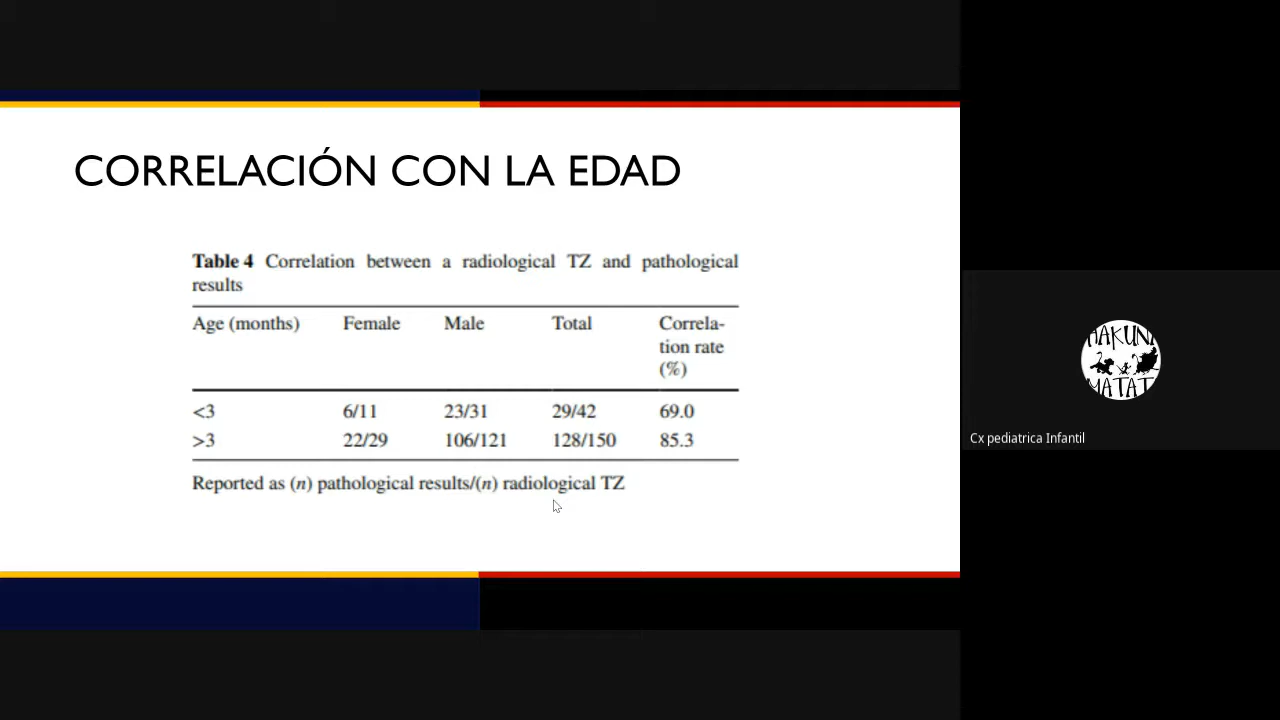 CORRELACIÓN CON LA EDAD
Table 4 Correlation between a radiological TZ and pathological
results
Age (months) Female Male Total Correla-
tion rate
(%)
<3 6/11 23/31 29/42 69.0
>3 22/29 106/121 128/150 85.3
Reported as (n) pathological results/(n) radiological TZ
HAKUNA
MATAT
Cx pediatrica Infantil